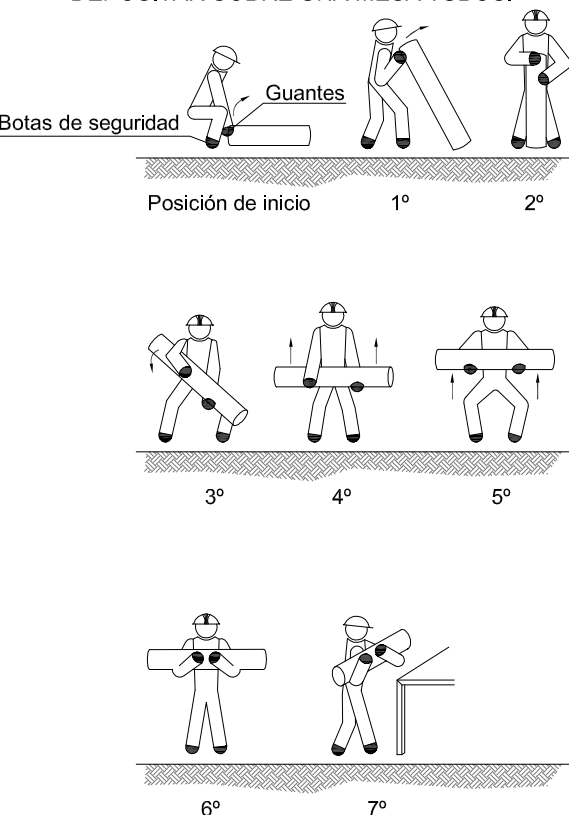 Guantes
Botas de seguridad
Posición de inicio 1º 2º
3º 4º 5º
6º 7º